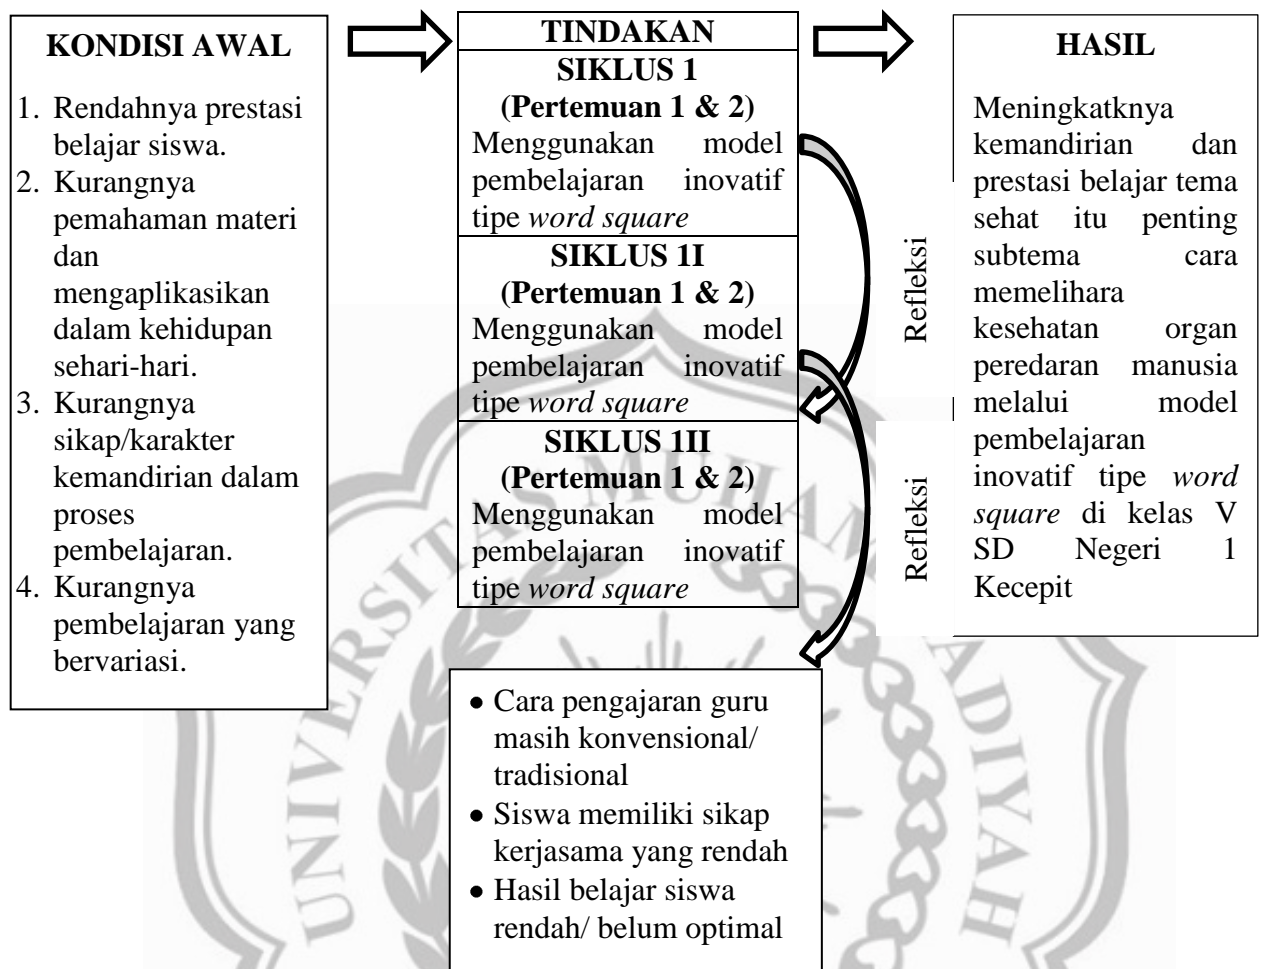 KONDISI AWAL
1. Rendahnya prestasi
belajar siswa.
2. Kurangnya
pemahaman materi
dan
mengaplikasikan
dalam kehidupan
sehari-hari.
3. Kurangnya
sikap/karakter
kemandirian dalam
proses
pembelajaran.
4. Kurangnya
pembelajaran yang
bervariasi.
TINDAKAN
SIKLUS 1
(Pertemuan 1 & 2)
Menggunakan model
pembelajaran inovatif
tipe word square
SIKLUS 1I
(Pertemuan 1 & 2)
Menggunakan model
pembelajaran inovatif
tipe word square
SIKLUS 1II
(Pertemuan 1 & 2)
Menggunakan model
pembelajaran inovatif
tipe word square
Refleksi
Refleksi
HASIL
Meningkatknya
kemandirian dan
prestasi belajar tema
sehat itu penting
subtema cara
memelihara
kesehatan organ
peredaran manusia
melalui model
pembelajaran
inovatif tipe word
square di kelas V
SD Negeri 1
Kecepit
• Cara pengajaran guru
masih konvensional/
tradisional
• Siswa memiliki sikap
kerjasama yang rendah
• Hasil belajar siswa
rendah/ belum optimal
UNIVERSITAS MUHAMMADIYAH